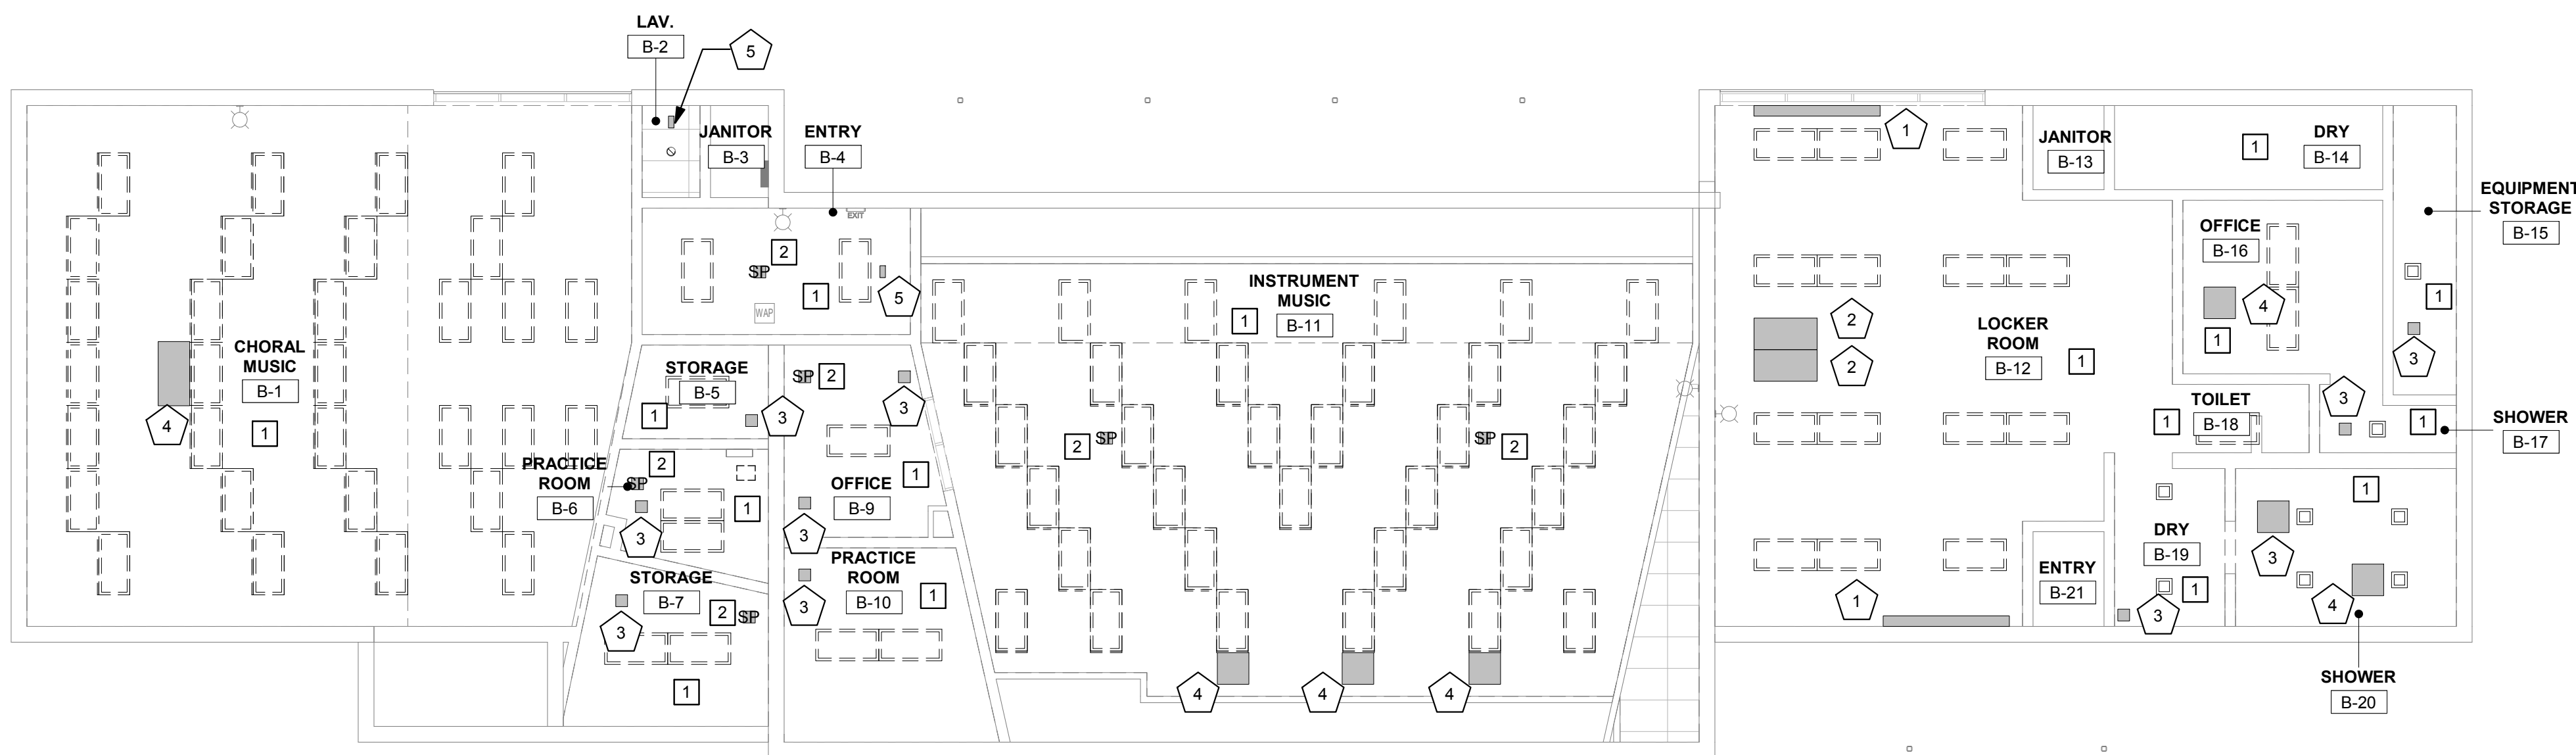 LAV.
B-2
5
JANITOR
B-3
ENTRY
B-4
EXIT
2
SP
1
5
WAP
CHORAL
MUSIC
B-1
4
1
STORAGE
B-5
1
3
SP
2
3
PRACTICE
ROOM
B-6
2
SP
1
3
OFFICE
B-9
1
3
STORAGE
B-7
2
SP
3
1
PRACTICE
ROOM
B-10
1
3
INSTRUMENT
MUSIC
B-11
1
2
SP
SP
2
4
4
4
1
JANITOR
B-13
1
DRY
B-14
EQUIPMENT
STORAGE
B-15
1
3
OFFICE
B-16
4
1
2
2
LOCKER
ROOM
B-12
1
1
TOILET
B-18
3
1
SHOWER
B-17
1
ENTRY
B-21
DRY
B-19
1
3
1
3
4
SHOWER
B-20